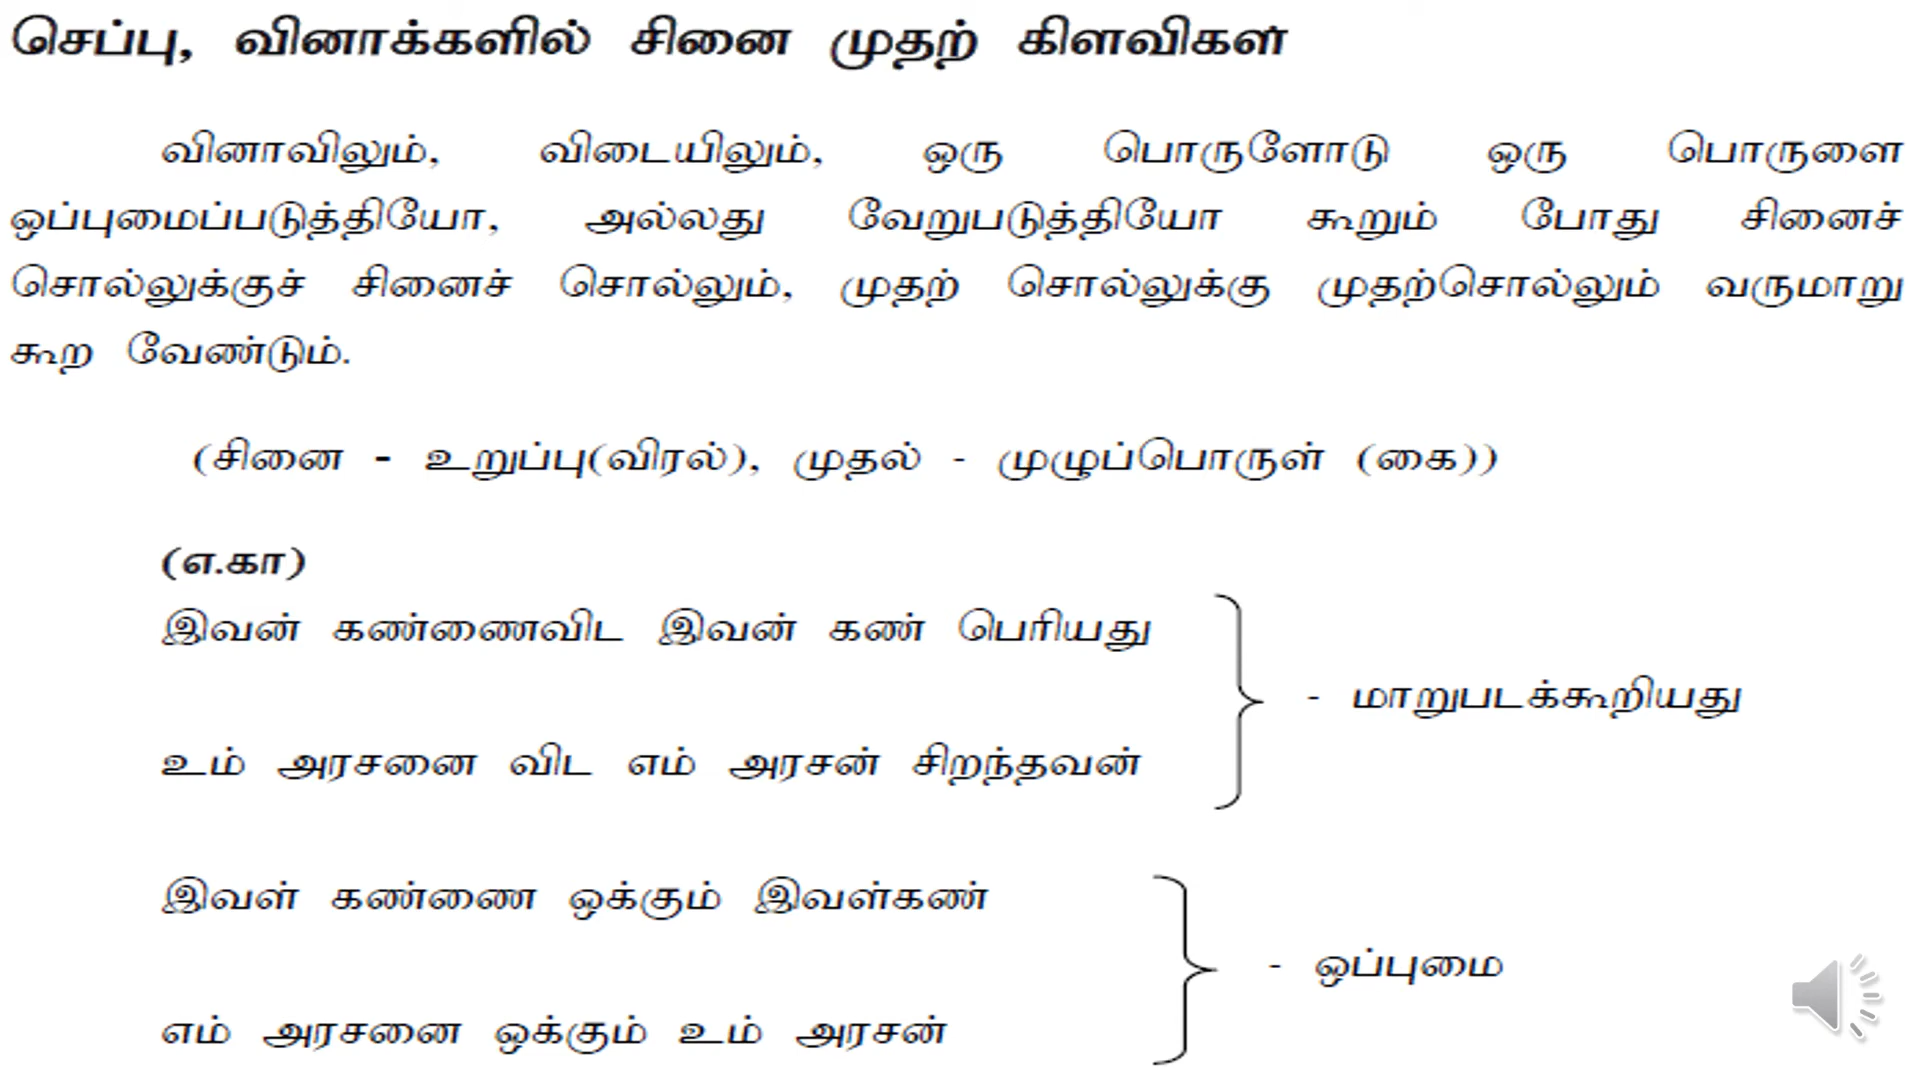 செப்பு, வினாக்களில் சினை முதற் கிளவிகள்
வினாவிலும், விடையிலும், ஒரு பொருளோடு ஒரு பொருளை
ஒப்புமைப்படுத்தியோ, அல்லது வேறுபடுத்தியோ கூறும் போது சினைச்
சொல்லுக்குச் சினைச் சொல்லும், முதற் சொல்லுக்கு முதற்சொல்லும் வருமாறு
கூற வேண்டும்.
(சினை - உறுப்பு(விரல்), முதல் - முழுப்பொருள் (கை))
(எ.கா)
இவன் கண்ணைவிட இவன் கண் பெரியது
- மாறுபடக்கூறியது
உம் அரசனை விட எம் அரசன் சிறந்தவன்
இவள் கண்ணை ஒக்கும் இவள்கண்
- ஒப்புமை
எம் அரசனை ஒக்கும் உம் அரசன்